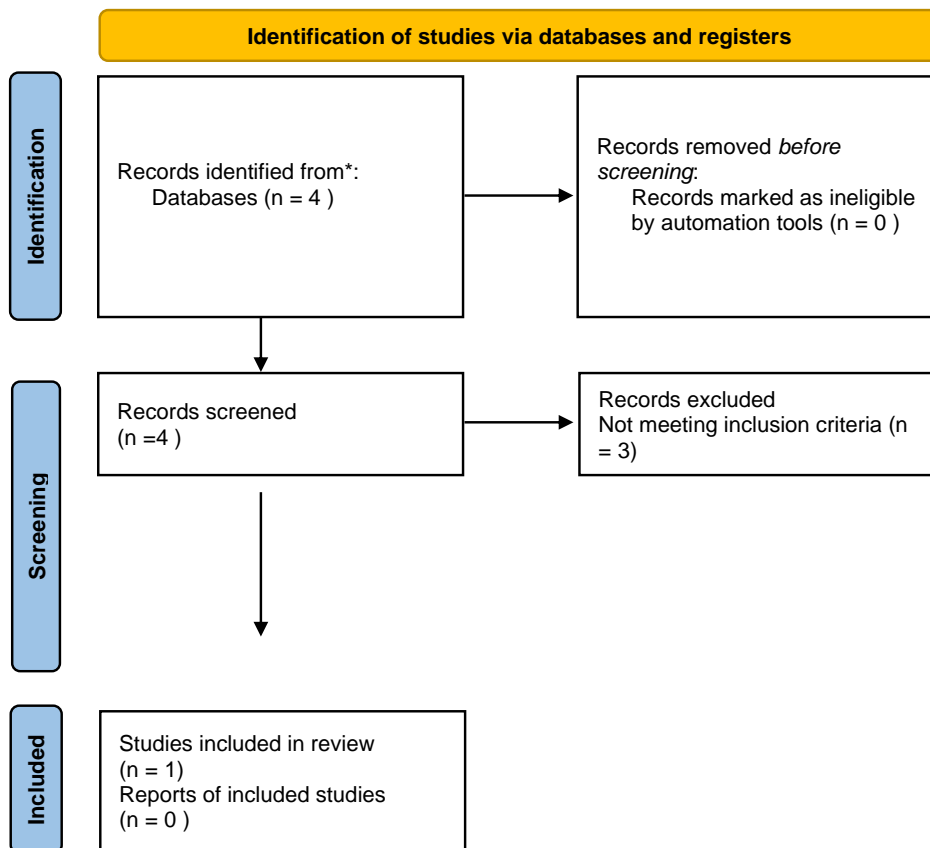 Identification of studies via databases and registers
Identification
Records identified from*:
Databases (n = 4 )
Records removed before
screening:
Records marked as ineligible
by automation tools (n = 0 )
Screening
Records screened
(n =4 )
Records excluded
Not meeting inclusion criteria (n
= 3)
Included
Studies included in review
(n = 1)
Reports of included studies
(n = 0 )